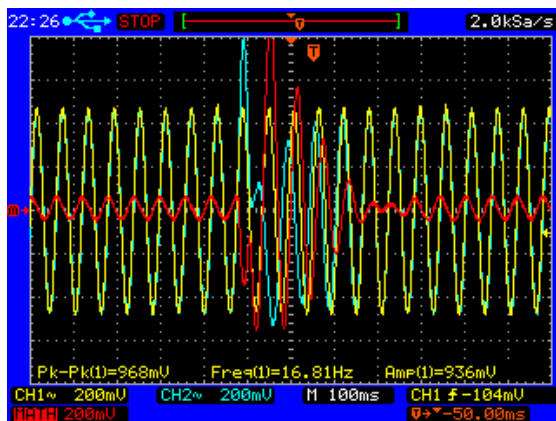 22:26 STOP [ T ] 2.0kSa/s
T
m
Pk-Pk(1)=968mV Freq(1)=16.81Hz Amp(1)=936mV
CH1~ 200mV CH2~ 200mV M 100ms CH1 -104mV
MATH 200mV T→-50.00ms